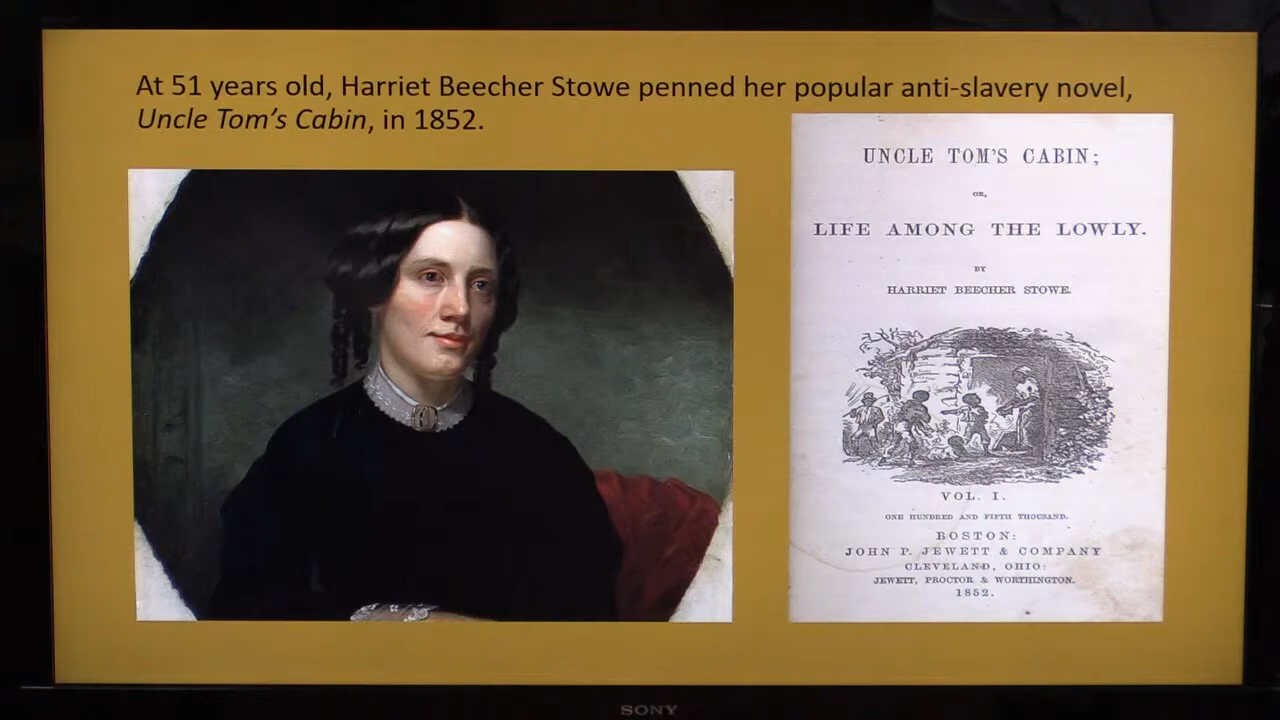 At 51 years old, Harriet Beecher Stowe penned her popular anti-slavery novel,
Uncle Tom's Cabin, in 1852.
UNCLE TOM'S CABIN;
OR,
LIFE AMONG THE LOWLY.
BY
HARRIET BEECHER STOWE.
VOL. I.
ONE HUNDRED AND FIFTH THOUSAND.
BOSTON:
JOHN P. JEWETT & COMPANY
CLEVELAND, OHIO:
JEWETT, PROCTOR & WORTHINGTON.
1852.
SONY